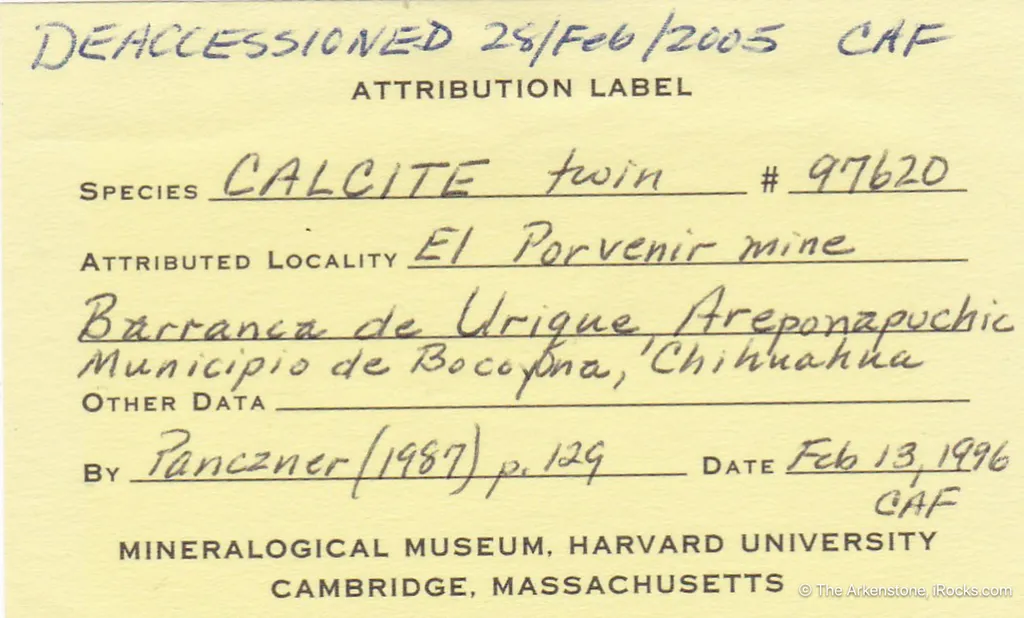 DEACCESSIONED 28/Feb/2005 CAF
ATTRIBUTION LABEL
SPECIES CALCITE twin # 97620
ATTRIBUTED LOCALITY El Porvenir mine
Barranca de Urique, Areponapuchic
Municipio de Bocoyna, Chihuahua
OTHER DATA
BY Panczner (1987) p. 129 DATE Feb 13, 1996
CAF
MINERALOGICAL MUSEUM, HARVARD UNIVERSITY
CAMBRIDGE, MASSACHUSETTS
© The Arkenstone, iRocks.com